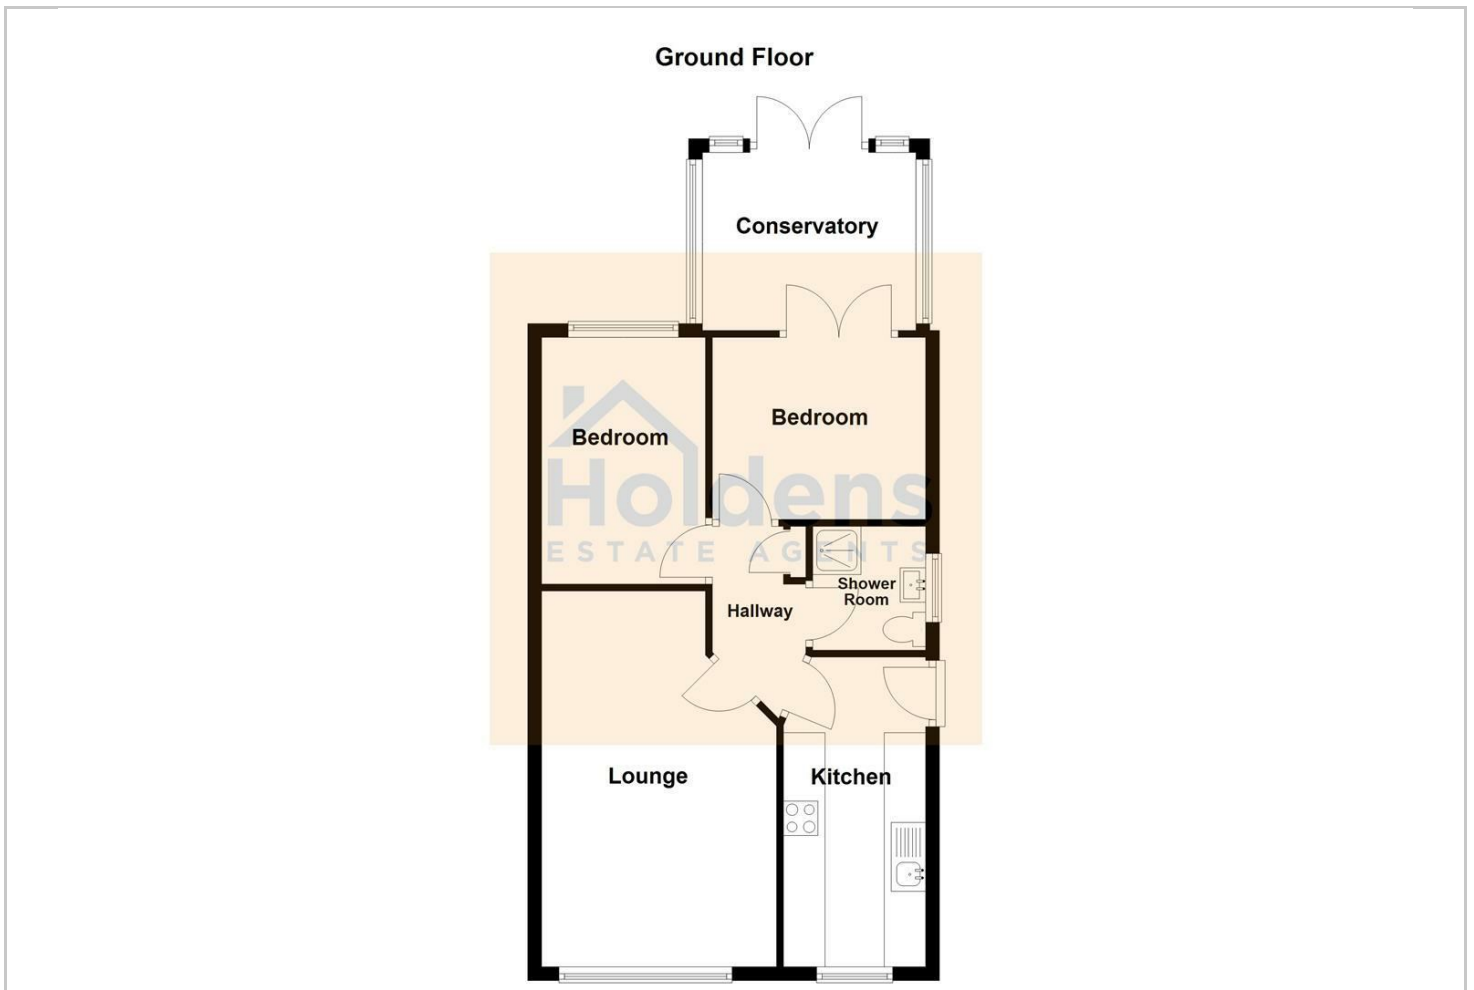 Ground Floor
Conservatory
Bedroom
Bedroom
Holdens
ESTATE AGENTS
Shower
Room
Hallway
Lounge
Kitchen